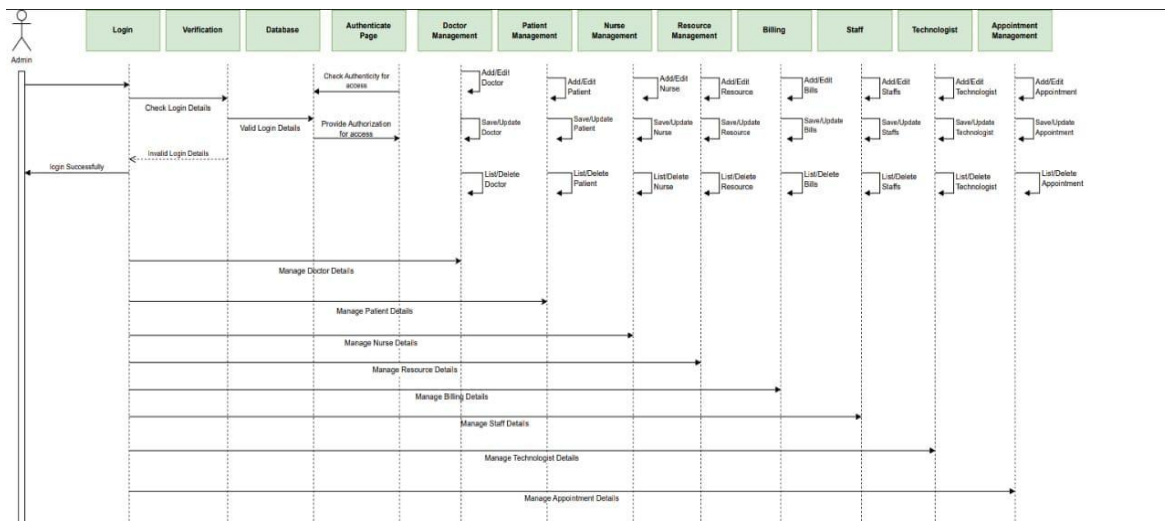 Login
Verification
Database
Authenticate
Page
Doctor
Management
Patient
Management
Nurse
Management
Resource
Management
Billing
Staff
Technologist
Appointment
Management
Admin
Check Authenticity for
access
Add/Edit
Doctor
Add/Edit
Patient
Add/Edit
Nurse
Add/Edit
Resource
Add/Edit
Bills
Add/Edit
Staffs
Add/Edit
Technologist
Add/Edit
Appointment
Check Login Details
Valid Login Details
Provide Authorization
for access
Save/Update
Doctor
Save/Update
Patient
Save/Update
Nurse
Save/Update
Resource
Save/Update
Bills
Save/Update
Staffs
Save/Update
Technologist
Save/Update
Appointment
Invalid Login Details
login Successfully
List/Delete
Doctor
List/Delete
Patient
List/Delete
Nurse
List/Delete
Resource
List/Delete
Bills
List/Delete
Staffs
List/Delete
Technologist
List/Delete
Appointment
Manage Doctor Details
Manage Patient Details
Manage Nurse Details
Manage Resource Details
Manage Billing Details
Manage Staff Details
Manage Technologist Details
Manage Appointment Details